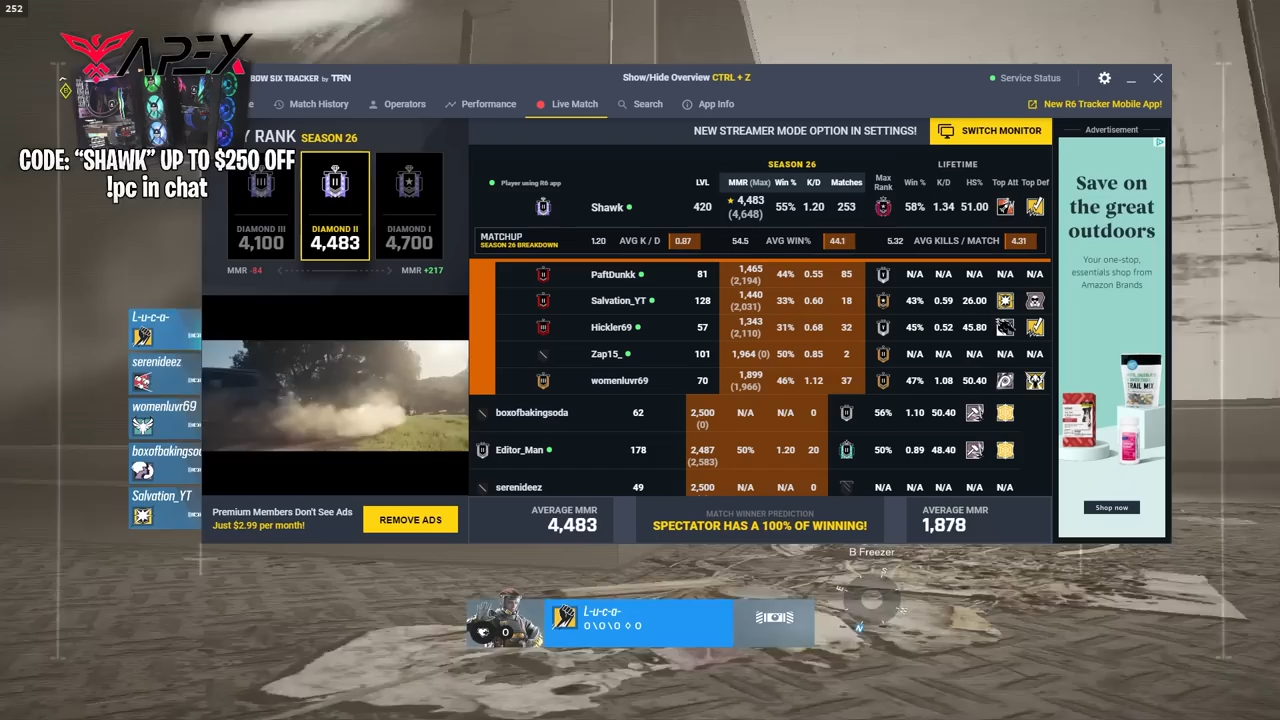 252
APEX
CODE: “SHAWK” UP TO $250 OFF
!pc in chat
BOW SIX TRACKER by TRN
Show/Hide Overview CTRL + Z
Service Status
Match History
Operators
Performance
Live Match
Search
App Info
New R6 Tracker Mobile App!
RANK SEASON 26
NEW STREAMER MODE OPTION IN SETTINGS!
SWITCH MONITOR
DIAMOND III
4,100
DIAMOND II
4,483
DIAMOND I
4,700
MMR -84
MMR +217
SEASON 26
LIFETIME
Player using R6 app
LVL MMR (Max) Win % K/D Matches Max Rank Win % K/D HS% Top Att Top Def
Shawk 420 4,483 (4,648) 55% 1.20 253 58% 1.34 51.00
MATCHUP
SEASON 26 BREAKDOWN
1.20 AVG K / D 0.87
54.5 AVG WIN% 44.1
5.32 AVG KILLS / MATCH 4.31
PaftDunkk 81 1,465 (2,194) 44% 0.55 85 N/A N/A N/A N/A N/A
Salvation_YT 128 1,440 (2,031) 33% 0.60 18 43% 0.59 26.00
Hickler69 57 1,343 (2,110) 31% 0.68 32 45% 0.52 45.80
Zap15_ 101 1,964 (0) 50% 0.85 2 N/A N/A N/A N/A N/A
womenluvr69 70 1,899 (1,966) 46% 1.12 37 47% 1.08 50.40
boxofbakingsoda 62 2,500 (0) N/A N/A 0 56% 1.10 50.40
Editor_Man 178 2,487 (2,583) 50% 1.20 20 50% 0.89 48.40
serenideez 49 2,500 N/A N/A 0 N/A N/A N/A N/A N/A
L-u-c-a-
serenideez
womenluvr69
boxofbakingso
Salvation_YT
Premium Members Don't See Ads
Just $2.99 per month!
REMOVE ADS
AVERAGE MMR
4,483
MATCH WINNER PREDICTION
SPECTATOR HAS A 100% OF WINNING!
AVERAGE MMR
1,878
Advertisement
Save on
the great
outdoors
Your one-stop,
essentials shop from
Amazon Brands
TRAIL MIX
Shop now
B Freezer
0
L-u-c-a-
0 \ 0 \ 0 ◇ 0
S
E
W
N